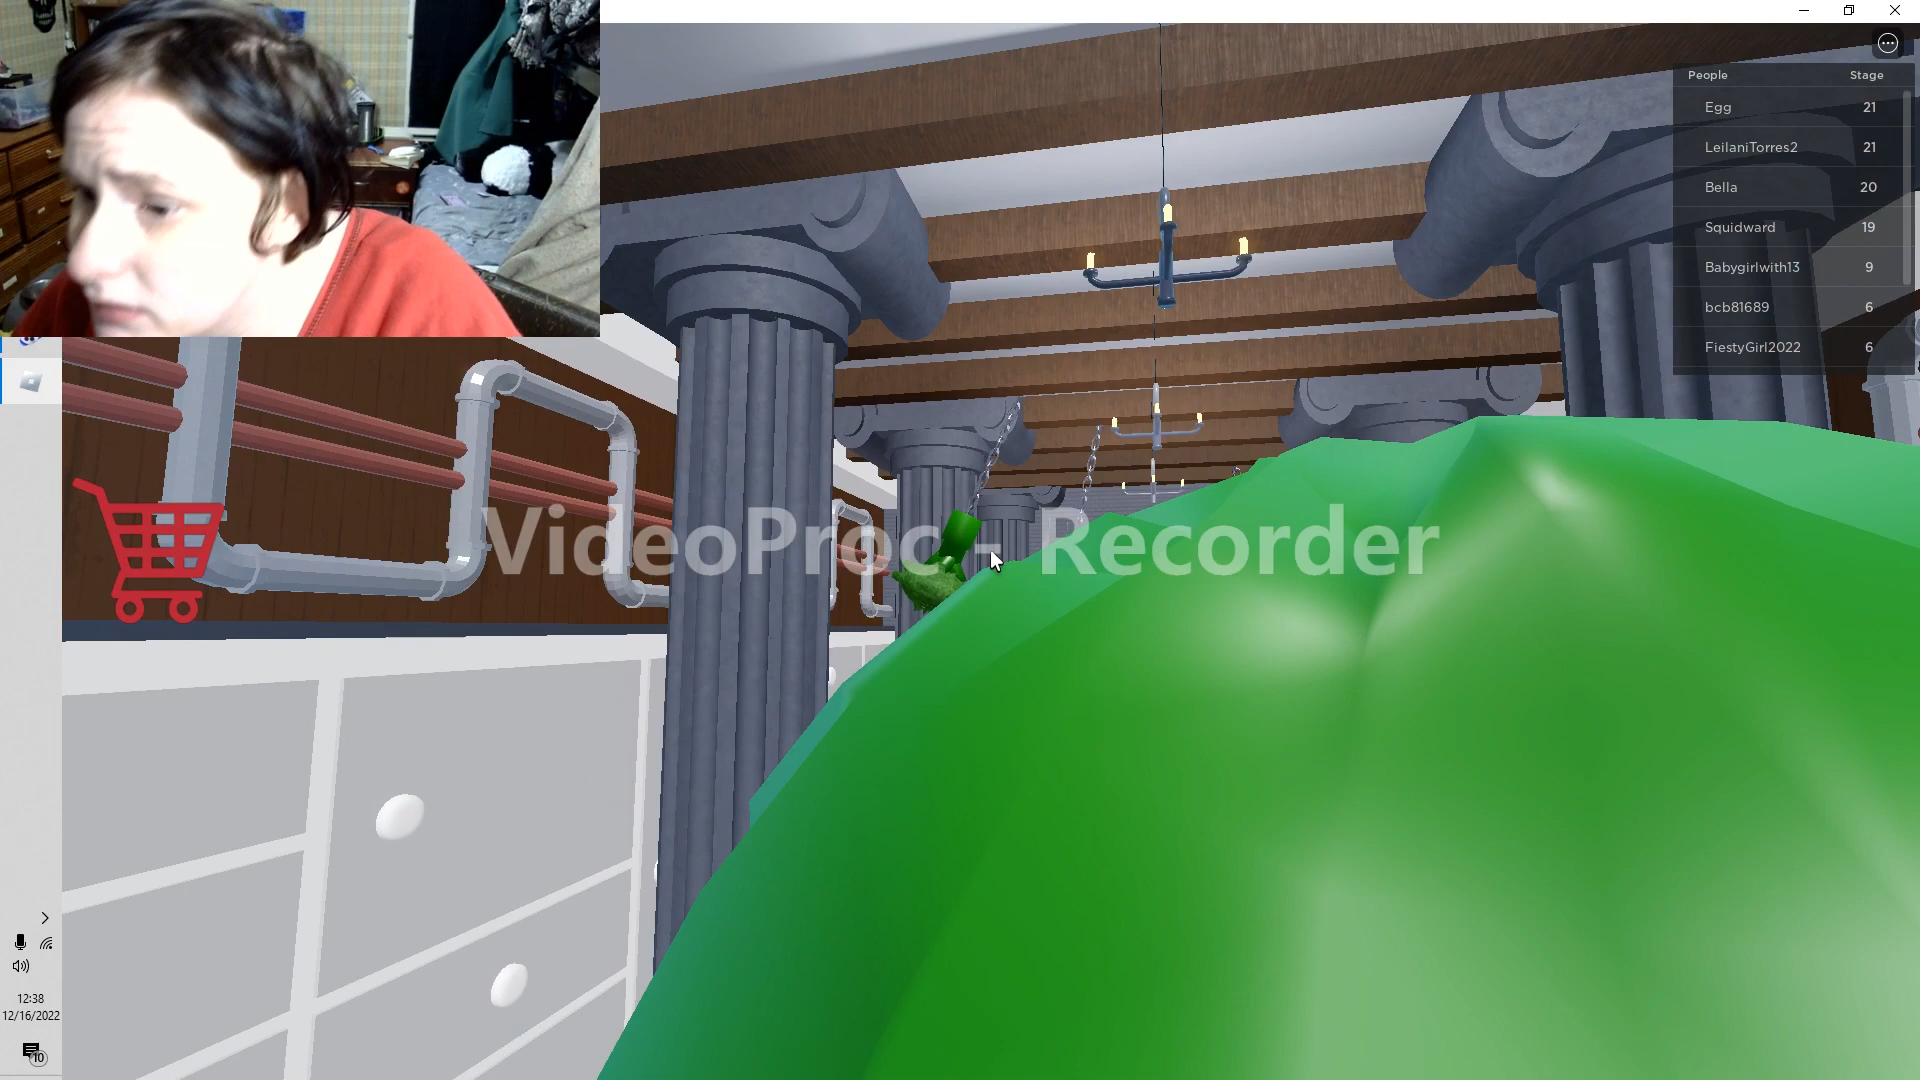 People Stage
Egg 21
LeilaniTorres2 21
Bella 20
Squidward 19
Babygirlwith13 9
bcb81689 6
FiestyGirl2022 6
VideoProc - Recorder
12:38
12/16/2022
10